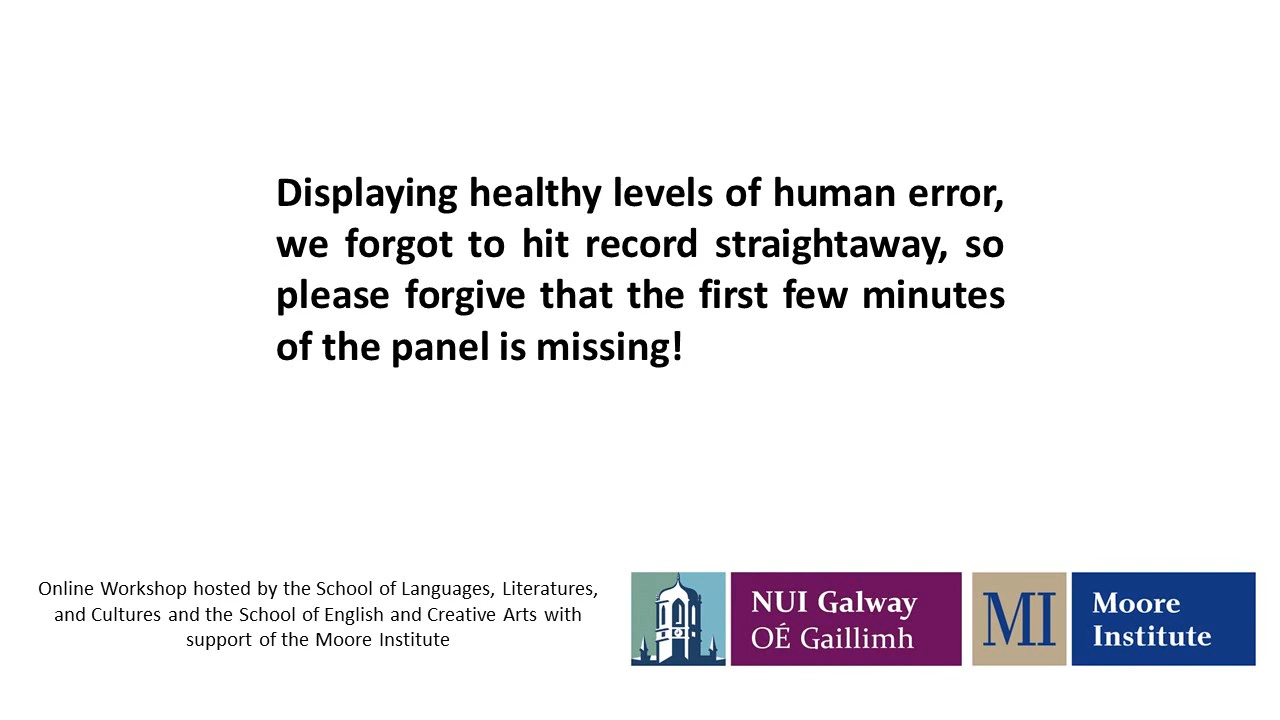 Displaying healthy levels of human error,
we forgot to hit record straightaway, so
please forgive that the first few minutes
of the panel is missing!
Online Workshop hosted by the School of Languages, Literatures,
and Cultures and the School of English and Creative Arts with
support of the Moore Institute
NUI Galway
OÉ Gaillimh
MI
Moore
Institute